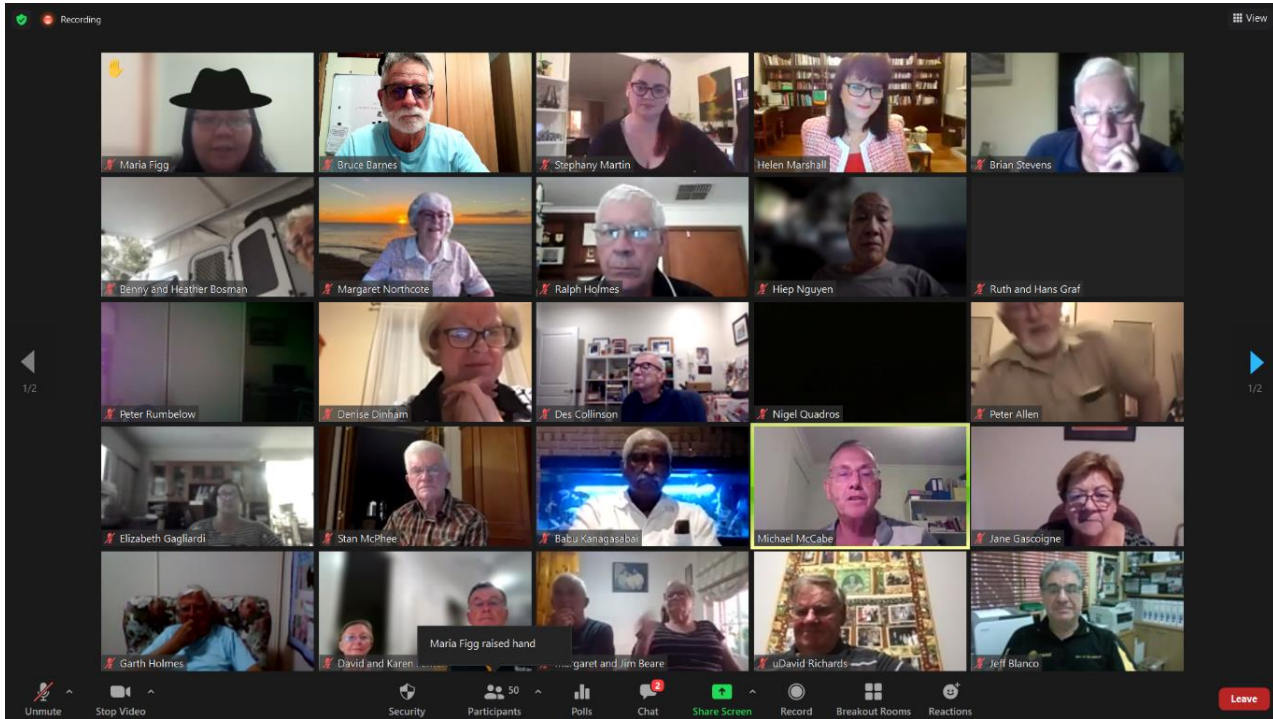 Recording
View
Maria Figg
Bruce Barnes
Stephany Martin
Helen Marshall
Brian Stevens
Benny and Heather Bosman
Margaret Northcote
Ralph Holmes
Hiep Nguyen
Ruth and Hans Graf
1/2
1/2
Peter Rumbelow
Denise Dinham
Des Collinson
Nigel Quadros
Peter Allen
Elizabeth Gagliardi
Stan McPhee
Babu Kanagasabai
Michael McCabe
Jane Gascoigne
Maria Figg raised hand
Garth Holmes
David and Karen
and Jim Beare
uDavid Richards
Jeff Blanco
Unmute
Stop Video
Security
50
Participants
Polls
2
Chat
Share Screen
Record
Breakout Rooms
Reactions
Leave